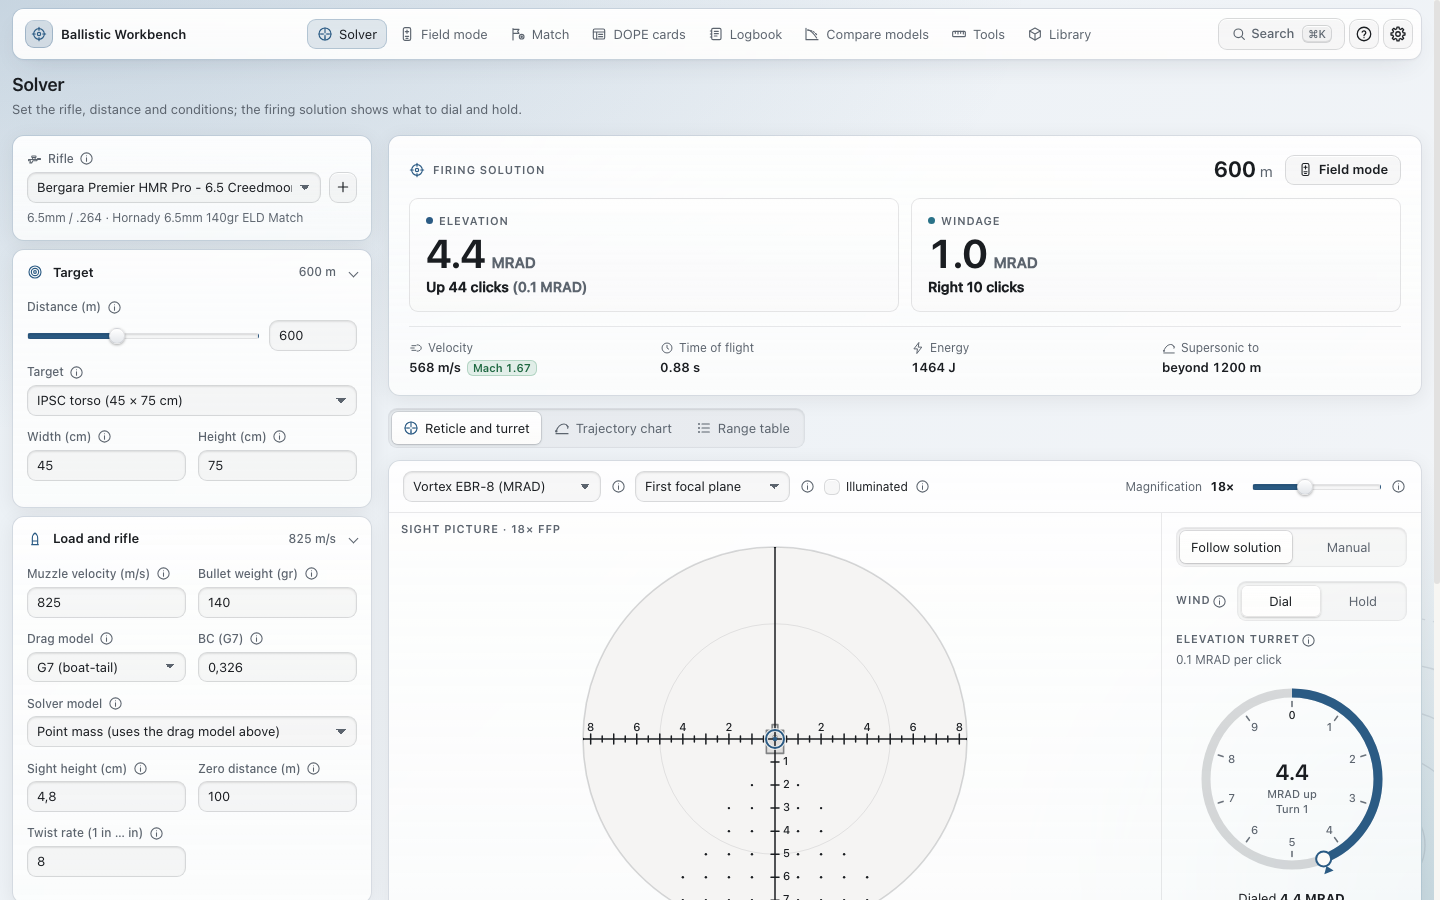 Ballistic Workbench
Solver
Field mode
Match
DOPE cards
Logbook
Compare models
Tools
Library
Search ⌘K
Solver
Set the rifle, distance and conditions; the firing solution shows what to dial and hold.
Rifle
Bergara Premier HMR Pro - 6.5 Creedmoor
6.5mm / .264 · Hornady 6.5mm 140gr ELD Match
Target 600 m
Distance (m)
600
Target
IPSC torso (45 × 75 cm)
Width (cm) Height (cm)
45 75
Load and rifle 825 m/s
Muzzle velocity (m/s) Bullet weight (gr)
825 140
Drag model BC (G7)
G7 (boat-tail) 0,326
Solver model
Point mass (uses the drag model above)
Sight height (cm) Zero distance (m)
4,8 100
Twist rate (1 in ... in)
8
FIRING SOLUTION
600 m
Field mode
ELEVATION
4.4 MRAD
Up 44 clicks (0.1 MRAD)
WINDAGE
1.0 MRAD
Right 10 clicks
Velocity
568 m/s Mach 1.67
Time of flight
0.88 s
Energy
1464 J
Supersonic to
beyond 1200 m
Reticle and turret
Trajectory chart
Range table
Vortex EBR-8 (MRAD)
First focal plane
Illuminated
Magnification 18×
SIGHT PICTURE · 18× FFP
8 6 4 2 2 4 6 8
1
2
3
4
5
6
7
Follow solution Manual
WIND Dial Hold
ELEVATION TURRET
0.1 MRAD per click
0
9 1
8 2
7 3
6 4
5
4.4
MRAD up
Turn 1
Dialed 4.4 MRAD